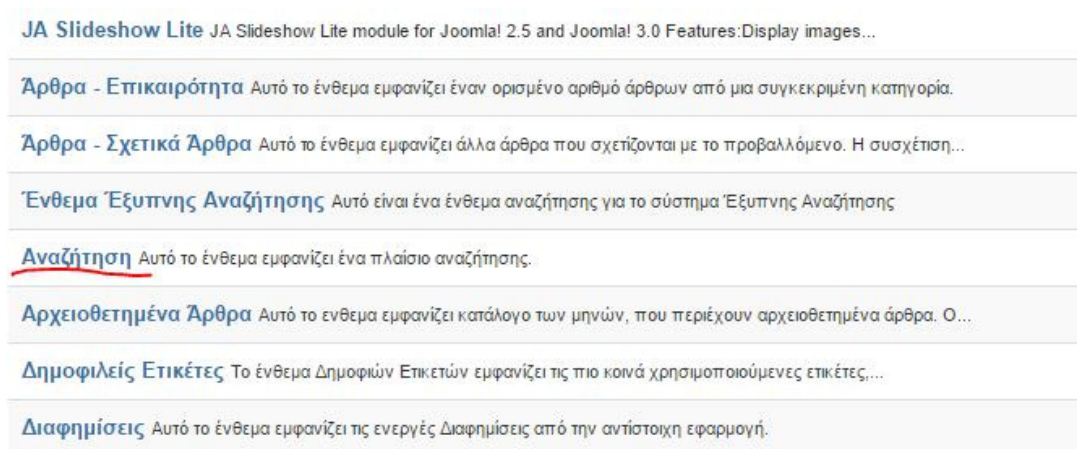 JA Slideshow Lite JA Slideshow Lite module for Joomla! 2.5 and Joomla! 3.0 Features:Display images...
Άρθρα - Επικαιρότητα Αυτό το ένθεμα εμφανίζει έναν ορισμένο αριθμό άρθρων από μια συγκεκριμένη κατηγορία.
Άρθρα - Σχετικά Άρθρα Αυτό το ένθεμα εμφανίζει άλλα άρθρα που σχετίζονται με το προβαλλόμενο. Η συσχέτιση...
Ένθεμα Έξυπνης Αναζήτησης Αυτό είναι ένα ένθεμα αναζήτησης για το σύστημα Έξυπνης Αναζήτησης
Αναζήτηση Αυτό το ένθεμα εμφανίζει ένα πλαίσιο αναζήτησης.
Αρχειοθετημένα Άρθρα Αυτό το ενθεμα εμφανίζει κατάλογο των μηνών, που περιέχουν αρχειοθετημένα άρθρα. Ο...
Δημοφιλείς Ετικέτες Το ένθεμα Δημοφιών Ετικετών εμφανίζει τις πιο κοινά χρησιμοποιούμενες ετικέτες,...
Διαφημίσεις Αυτό το ένθεμα εμφανίζει τις ενεργές Διαφημίσεις από την αντίστοιχη εφαρμογή.